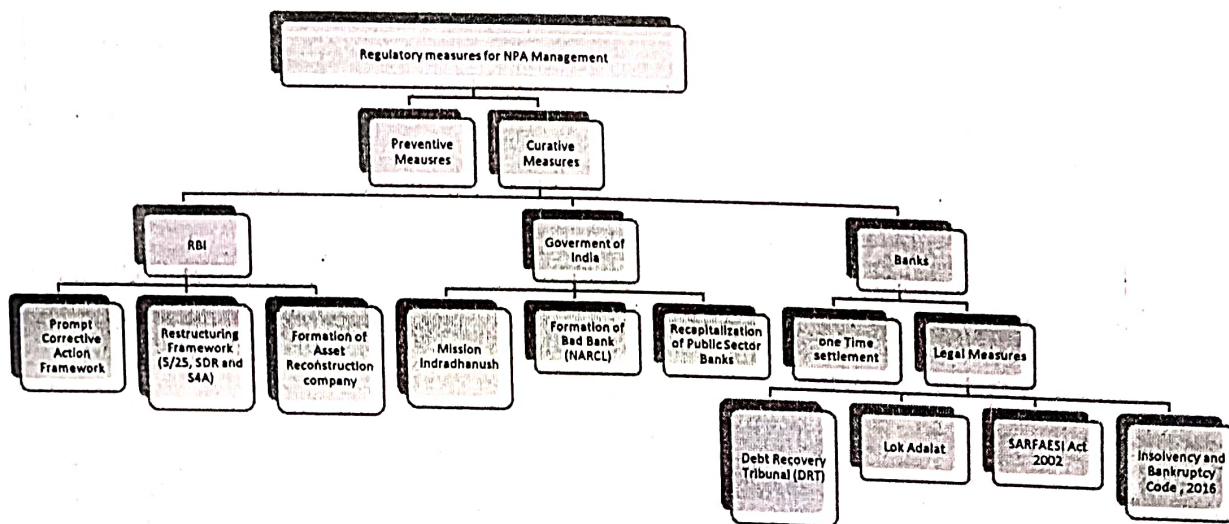 Regulatory measures for NPA Management
Preventive
Meausres
Curative
Measures
RBI
Goverment of
India
Banks
Prompt
Corrective
Action
Framework
Restructuring
Framework
(5/25, SDR and
S4A)
Formation of
Asset
Reconstruction
company
Mission
Indradhanush
Formation of
Bad Bank
(NARCL)
Recapitalization
of Public Sector
Banks
one Time
settlement
Legal Measures
Debt Recovery
Tribunal (DRT)
Lok Adalat
SARFAESI Act
2002
Insolvency and
Bankruptcy
Code , 2016